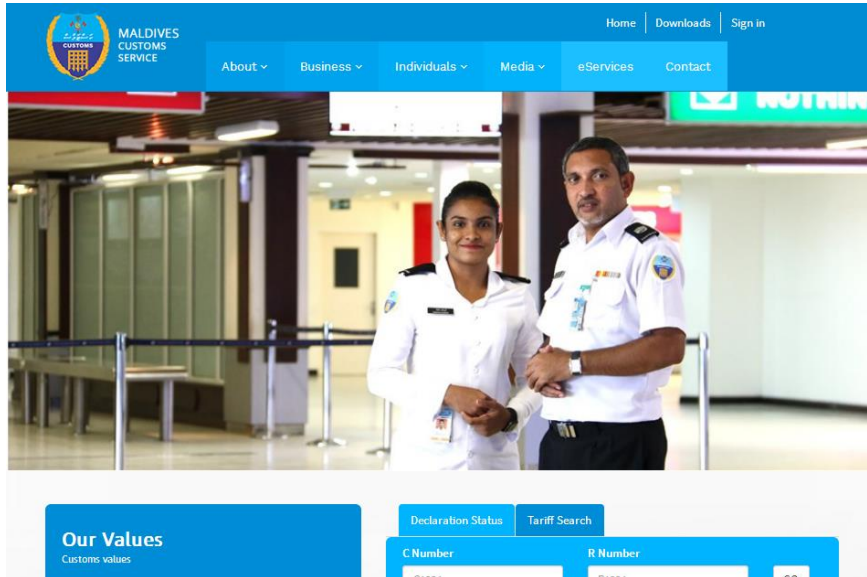 Home
Downloads
Sign in
CUSTOMS
MALDIVES
CUSTOMS
SERVICE
About
Business
Individuals
Media
eServices
Contact
Our Values
Customs values
Declaration Status
Tariff Search
C Number
R Number